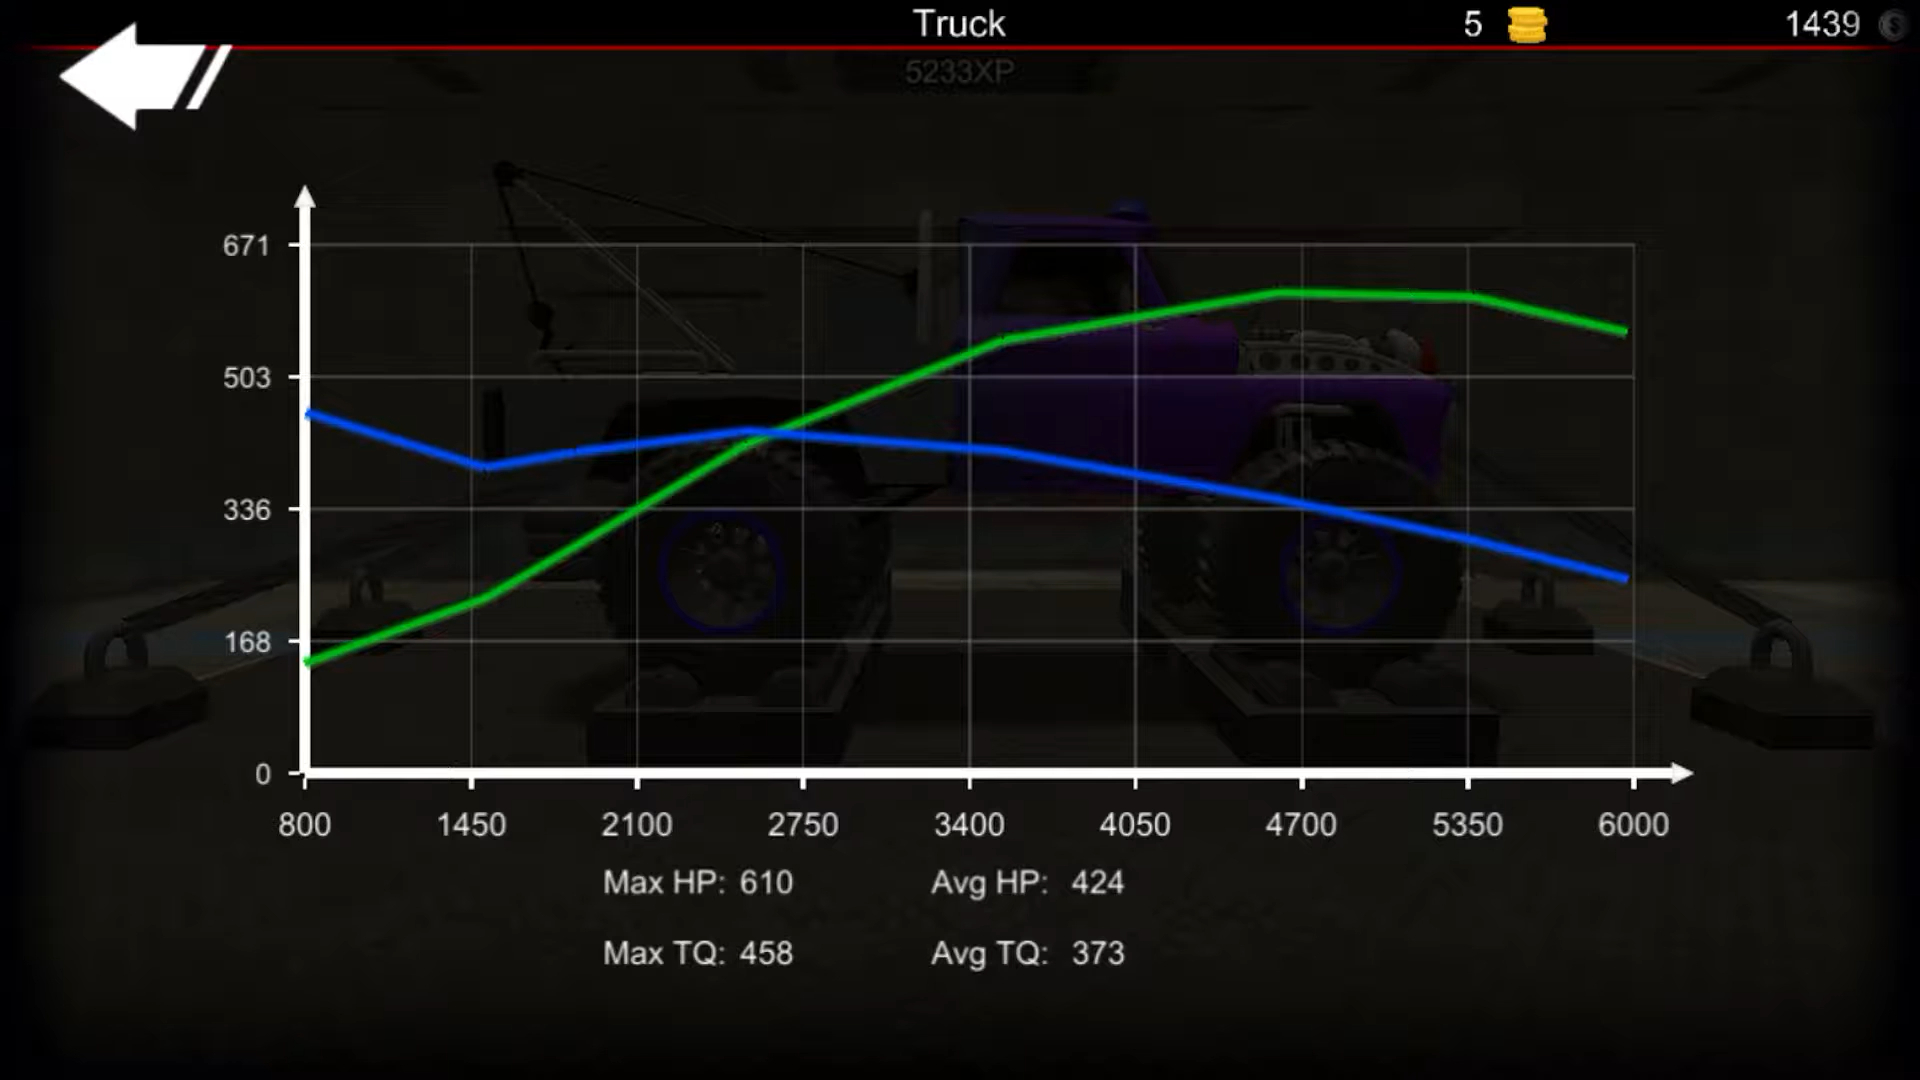 Truck
5
1439
5233XP
671
503
336
168
0
800 1450 2100 2750 3400 4050 4700 5350 6000
Max HP: 610 Avg HP: 424
Max TQ: 458 Avg TQ: 373